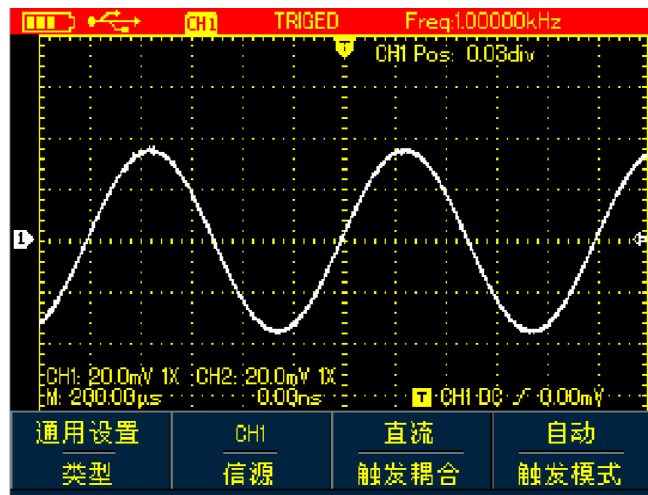 CH1 TRIGED Freq:1.00000kHz
T
CH1 Pos: 0.03div
1
CH1: 20.0mV 1X CH2: 20.0mV 1X
M: 200.00μs 0.00ns T CH1 DC 0.00mV
通用设置 CH1 直流 自动
类型 信源 触发耦合 触发模式